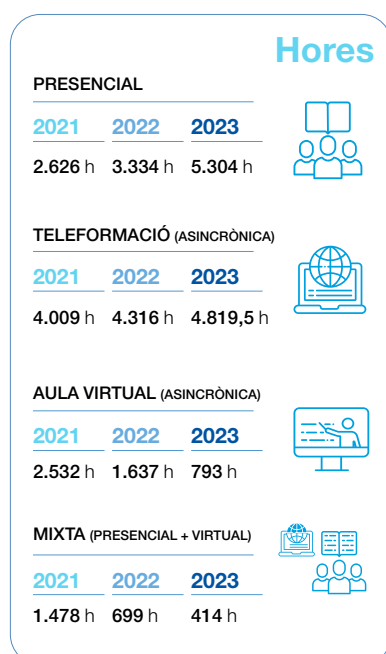 Hores
PRESENCIAL
2021 2022 2023
2.626 h 3.334 h 5.304 h
TELEFORMACIÓ (ASINCRÒNICA)
2021 2022 2023
4.009 h 4.316 h 4.819,5 h
AULA VIRTUAL (ASINCRÒNICA)
2021 2022 2023
2.532 h 1.637 h 793 h
MIXTA (PRESENCIAL + VIRTUAL)
2021 2022 2023
1.478 h 699 h 414 h